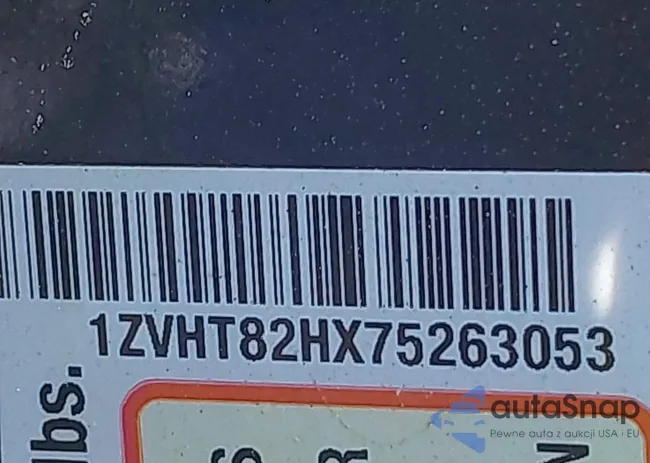 1ZVHT82HX75263053
lbs.
S
R
N
autaSnap
Pewne auta z aukcji USA i EU